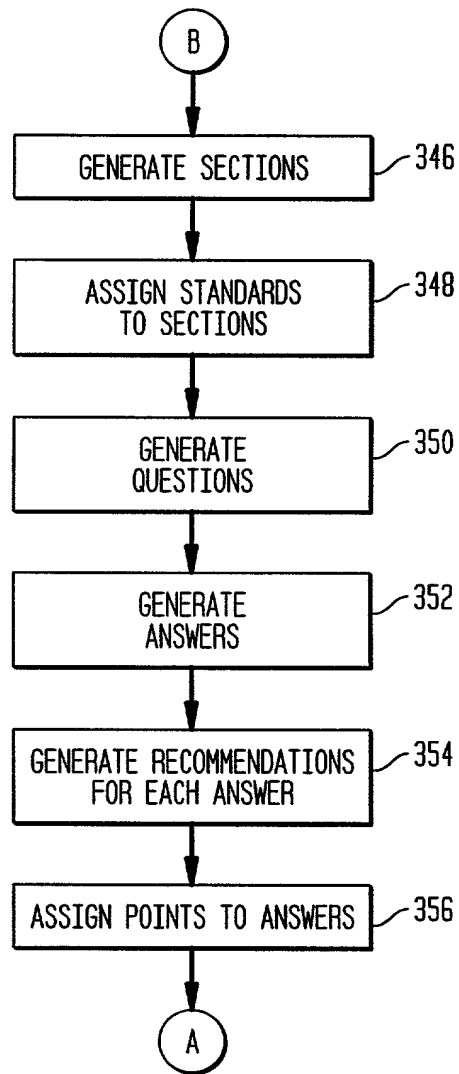 B
GENERATE SECTIONS
346
ASSIGN STANDARDS
TO SECTIONS
348
GENERATE
QUESTIONS
350
GENERATE
ANSWERS
352
GENERATE RECOMMENDATIONS
FOR EACH ANSWER
354
ASSIGN POINTS TO ANSWERS
356
A